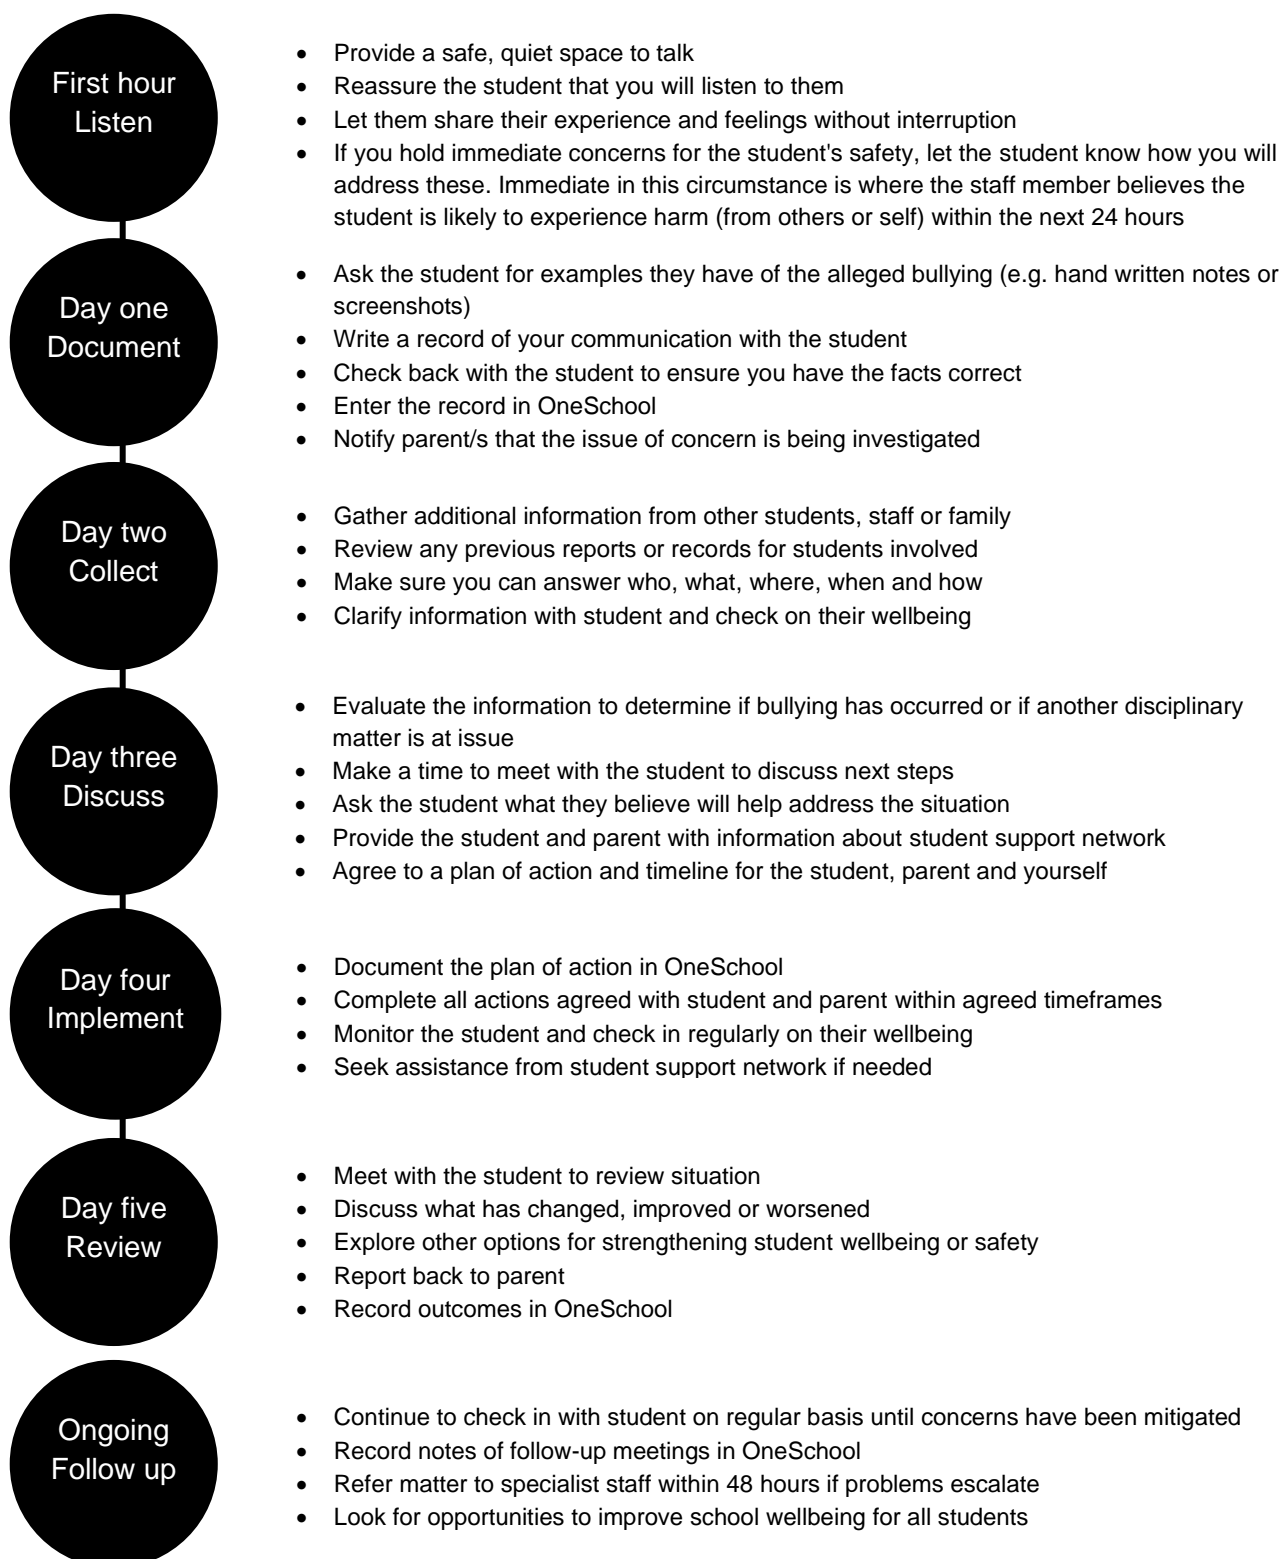 First hour
Listen
• Provide a safe, quiet space to talk
• Reassure the student that you will listen to them
• Let them share their experience and feelings without interruption
• If you hold immediate concerns for the student's safety, let the student know how you will
address these. Immediate in this circumstance is where the staff member believes the
student is likely to experience harm (from others or self) within the next 24 hours
Day one
Document
• Ask the student for examples they have of the alleged bullying (e.g. hand written notes or
screenshots)
• Write a record of your communication with the student
• Check back with the student to ensure you have the facts correct
• Enter the record in OneSchool
• Notify parent/s that the issue of concern is being investigated
Day two
Collect
• Gather additional information from other students, staff or family
• Review any previous reports or records for students involved
• Make sure you can answer who, what, where, when and how
• Clarify information with student and check on their wellbeing
Day three
Discuss
• Evaluate the information to determine if bullying has occurred or if another disciplinary
matter is at issue
• Make a time to meet with the student to discuss next steps
• Ask the student what they believe will help address the situation
• Provide the student and parent with information about student support network
• Agree to a plan of action and timeline for the student, parent and yourself
Day four
Implement
• Document the plan of action in OneSchool
• Complete all actions agreed with student and parent within agreed timeframes
• Monitor the student and check in regularly on their wellbeing
• Seek assistance from student support network if needed
Day five
Review
• Meet with the student to review situation
• Discuss what has changed, improved or worsened
• Explore other options for strengthening student wellbeing or safety
• Report back to parent
• Record outcomes in OneSchool
Ongoing
Follow up
• Continue to check in with student on regular basis until concerns have been mitigated
• Record notes of follow-up meetings in OneSchool
• Refer matter to specialist staff within 48 hours if problems escalate
• Look for opportunities to improve school wellbeing for all students